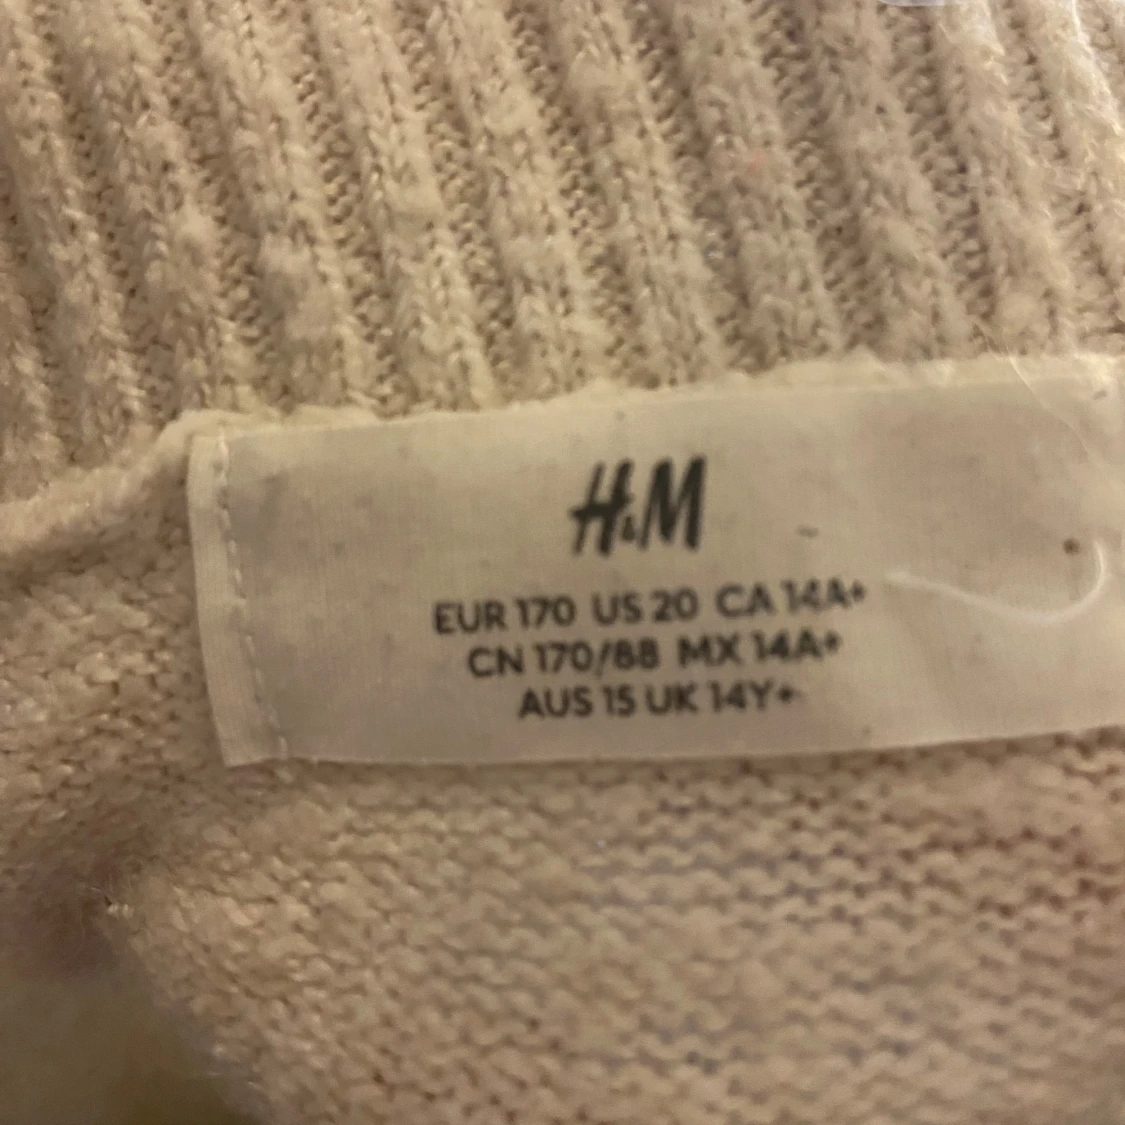 H&M
EUR 170 US 20 CA 14A+
CN 170/88 MX 14A+
AUS 15 UK 14Y+